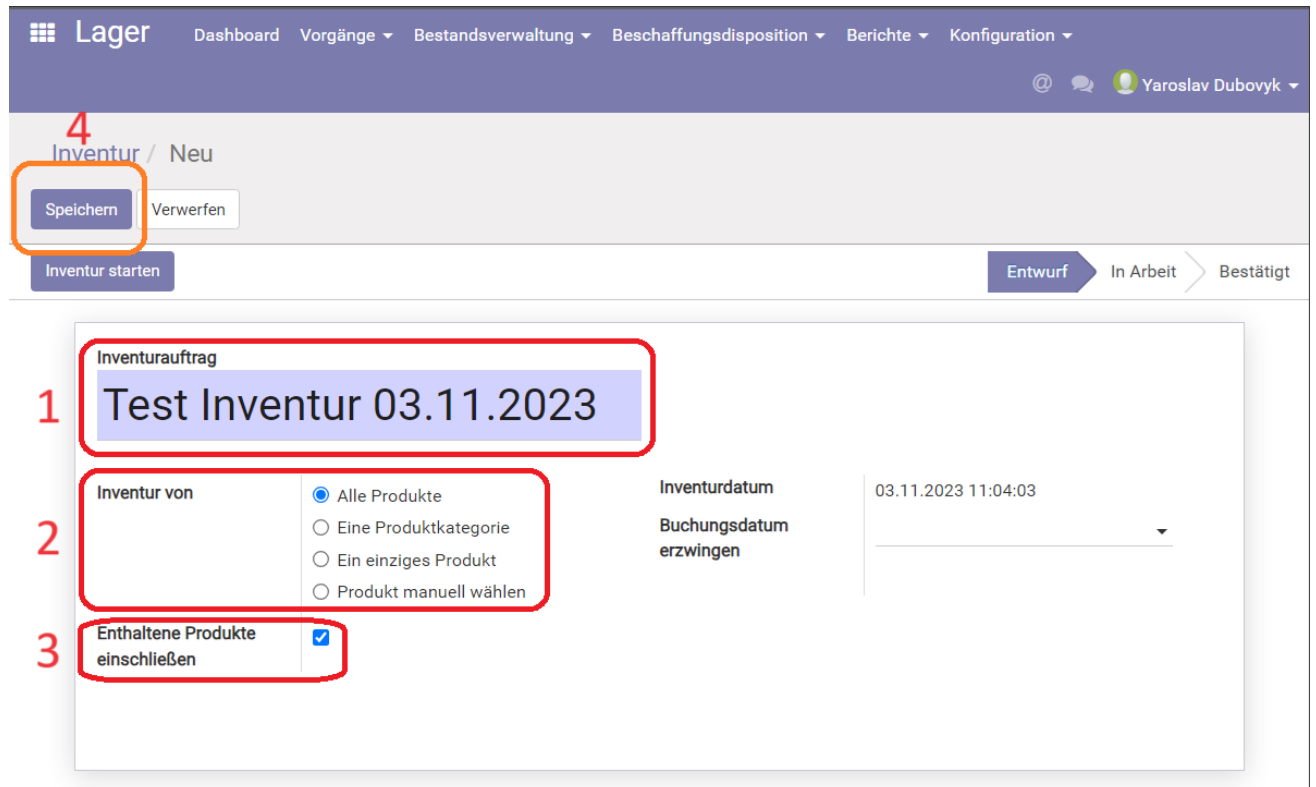 Lager Dashboard Vorgänge Bestandsverwaltung Beschaffungsdisposition Berichte Konfiguration
@ Yaroslav Dubovyk
4
Inventur / Neu
Speichern Verwerfen
Inventur starten Entwurf In Arbeit Bestätigt
Inventurauftrag
1 Test Inventur 03.11.2023
2
Inventur von
Alle Produkte
Eine Produktkategorie
Ein einziges Produkt
Produkt manuell wählen
Inventurdatum 03.11.2023 11:04:03
Buchungsdatum
erzwingen
3
Enthaltene Produkte
einschließen